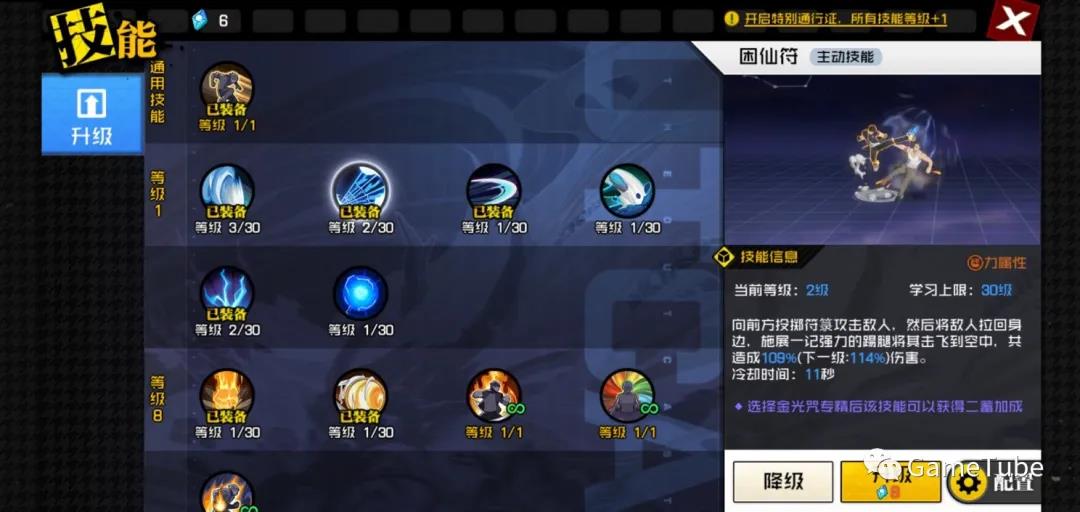 技能
6
开启特别通行证，所有技能等级+1
困仙符 主动技能
升级
通用技能
已装备
等级 1/1
等级1
已装备 已装备 已装备
等级 3/30 等级 2/30 等级 1/30 等级 1/30
已装备
等级 2/30 等级 1/30
等级8
已装备 已装备
等级 1/30 等级 1/30 等级 1/1 等级 1/1
技能信息
力属性
当前等级：2级 学习上限：30级
向前方投掷符箓攻击敌人，然后将敌人拉回身
边，施展一记强力的踢腿将其击飞到空中，共
造成109%(下一级:114%)伤害。
冷却时间：11秒
选择金光咒专精后该技能可以获得二蓄加成
降级 升级 配置
8
GameTube